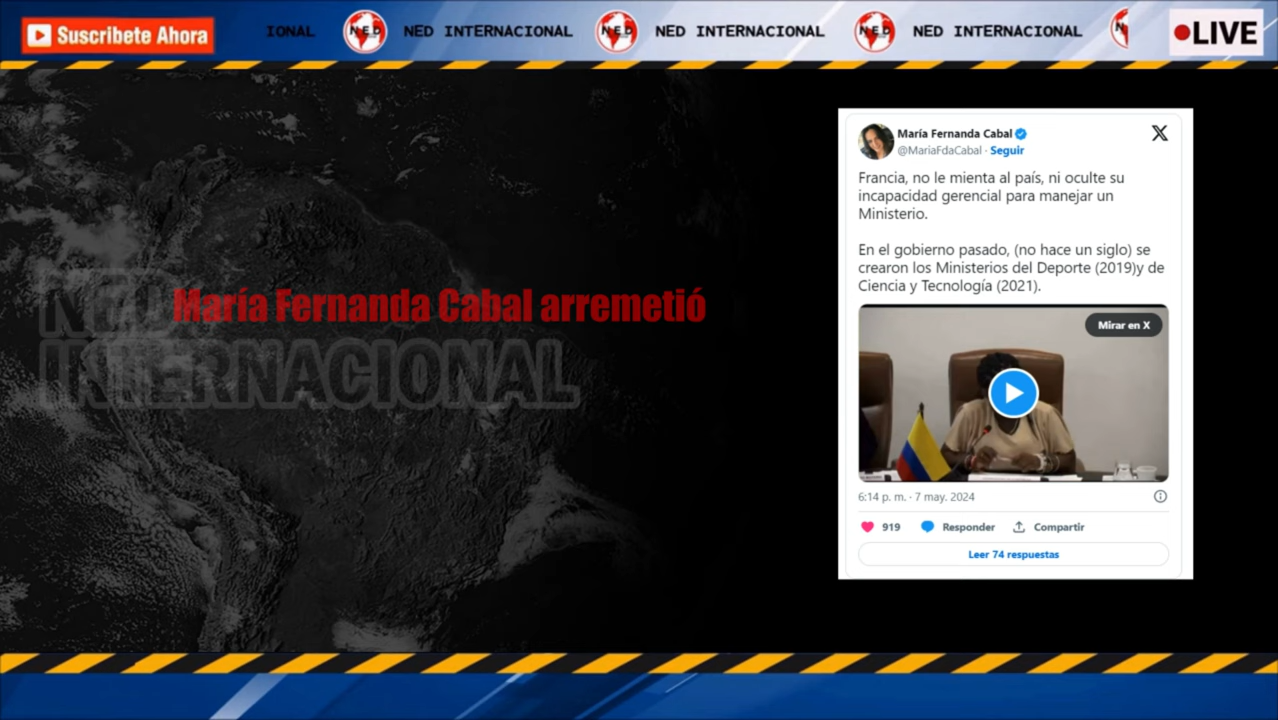 Suscribete Ahora
IONAL NED NED INTERNACIONAL NED NED INTERNACIONAL NED NED INTERNACIONAL
LIVE
NED
INTERNACIONAL
María Fernanda Cabal arremetió
María Fernanda Cabal
@MariaFdaCabal · Seguir
Francia, no le mienta al país, ni oculte su
incapacidad gerencial para manejar un
Ministerio.
En el gobierno pasado, (no hace un siglo) se
crearon los Ministerios del Deporte (2019)y de
Ciencia y Tecnología (2021).
Mirar en X
6:14 p. m. · 7 may. 2024
919 Responder Compartir
Leer 74 respuestas